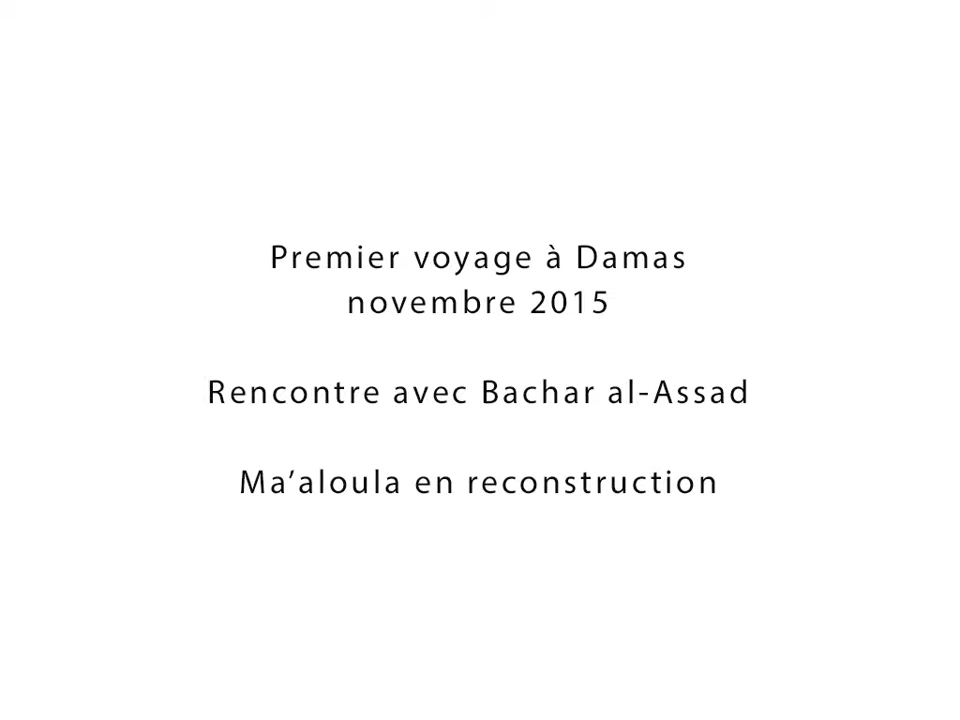 Premier voyage à Damas
novembre 2015
Rencontre avec Bachar al-Assad
Ma’aloula en reconstruction